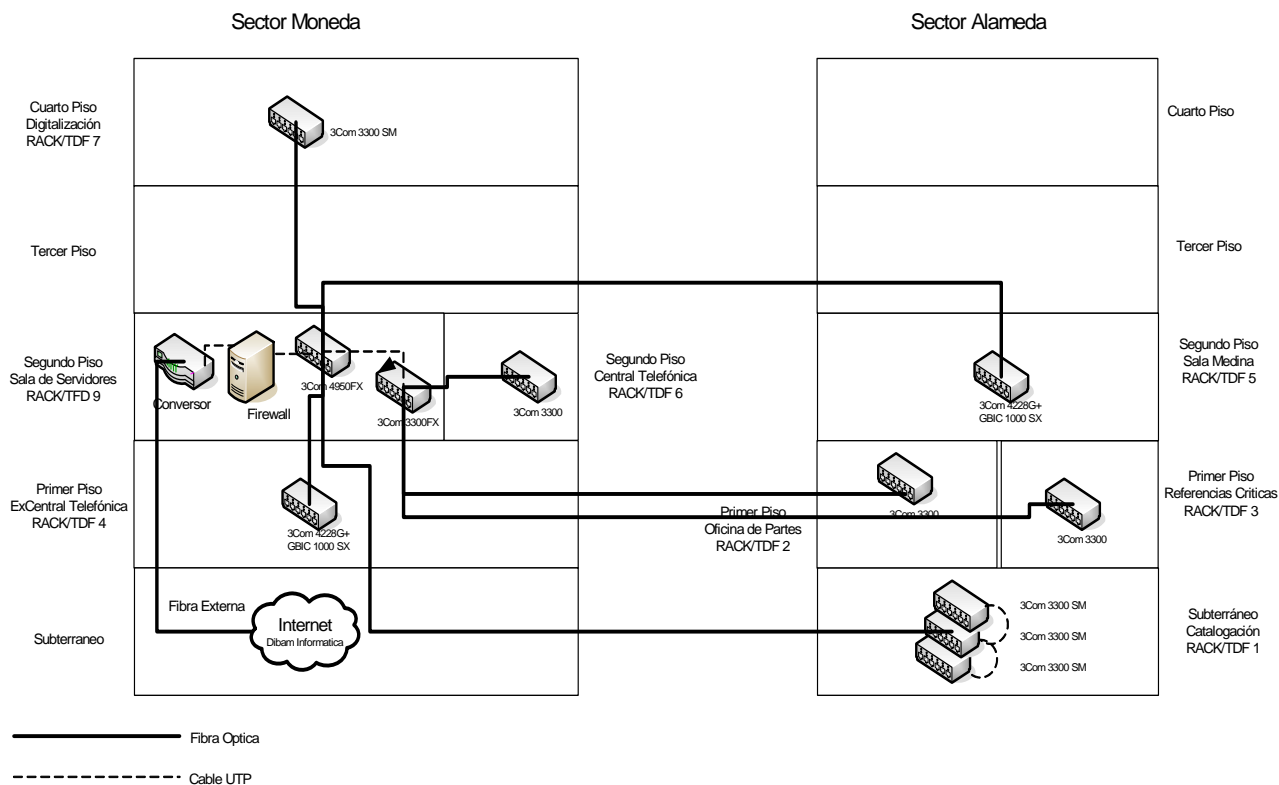 Sector Moneda
Sector Alameda
Cuarto Piso
Digitalización
RACK/TDF 7
3Com 3300 SM
Cuarto Piso
Tercer Piso
Tercer Piso
Segundo Piso
Sala de Servidores
RACK/TFD 9
Conversor
Firewall
3Com 4950FX
3Com 3300FX
3Com 3300
Segundo Piso
Central Telefónica
RACK/TDF 6
3Com 4228G+
GBIC 1000 SX
Segundo Piso
Sala Medina
RACK/TDF 5
Primer Piso
ExCentral Telefónica
RACK/TDF 4
3Com 4228G+
GBIC 1000 SX
Primer Piso
Oficina de Partes
RACK/TDF 2
3Com 3300
3Com 3300
Primer Piso
Referencias Criticas
RACK/TDF 3
Subterraneo
Fibra Externa
Internet
Dibam Informatica
3Com 3300 SM
3Com 3300 SM
3Com 3300 SM
Subterráneo
Catalogación
RACK/TDF 1
Fibra Optica
Cable UTP